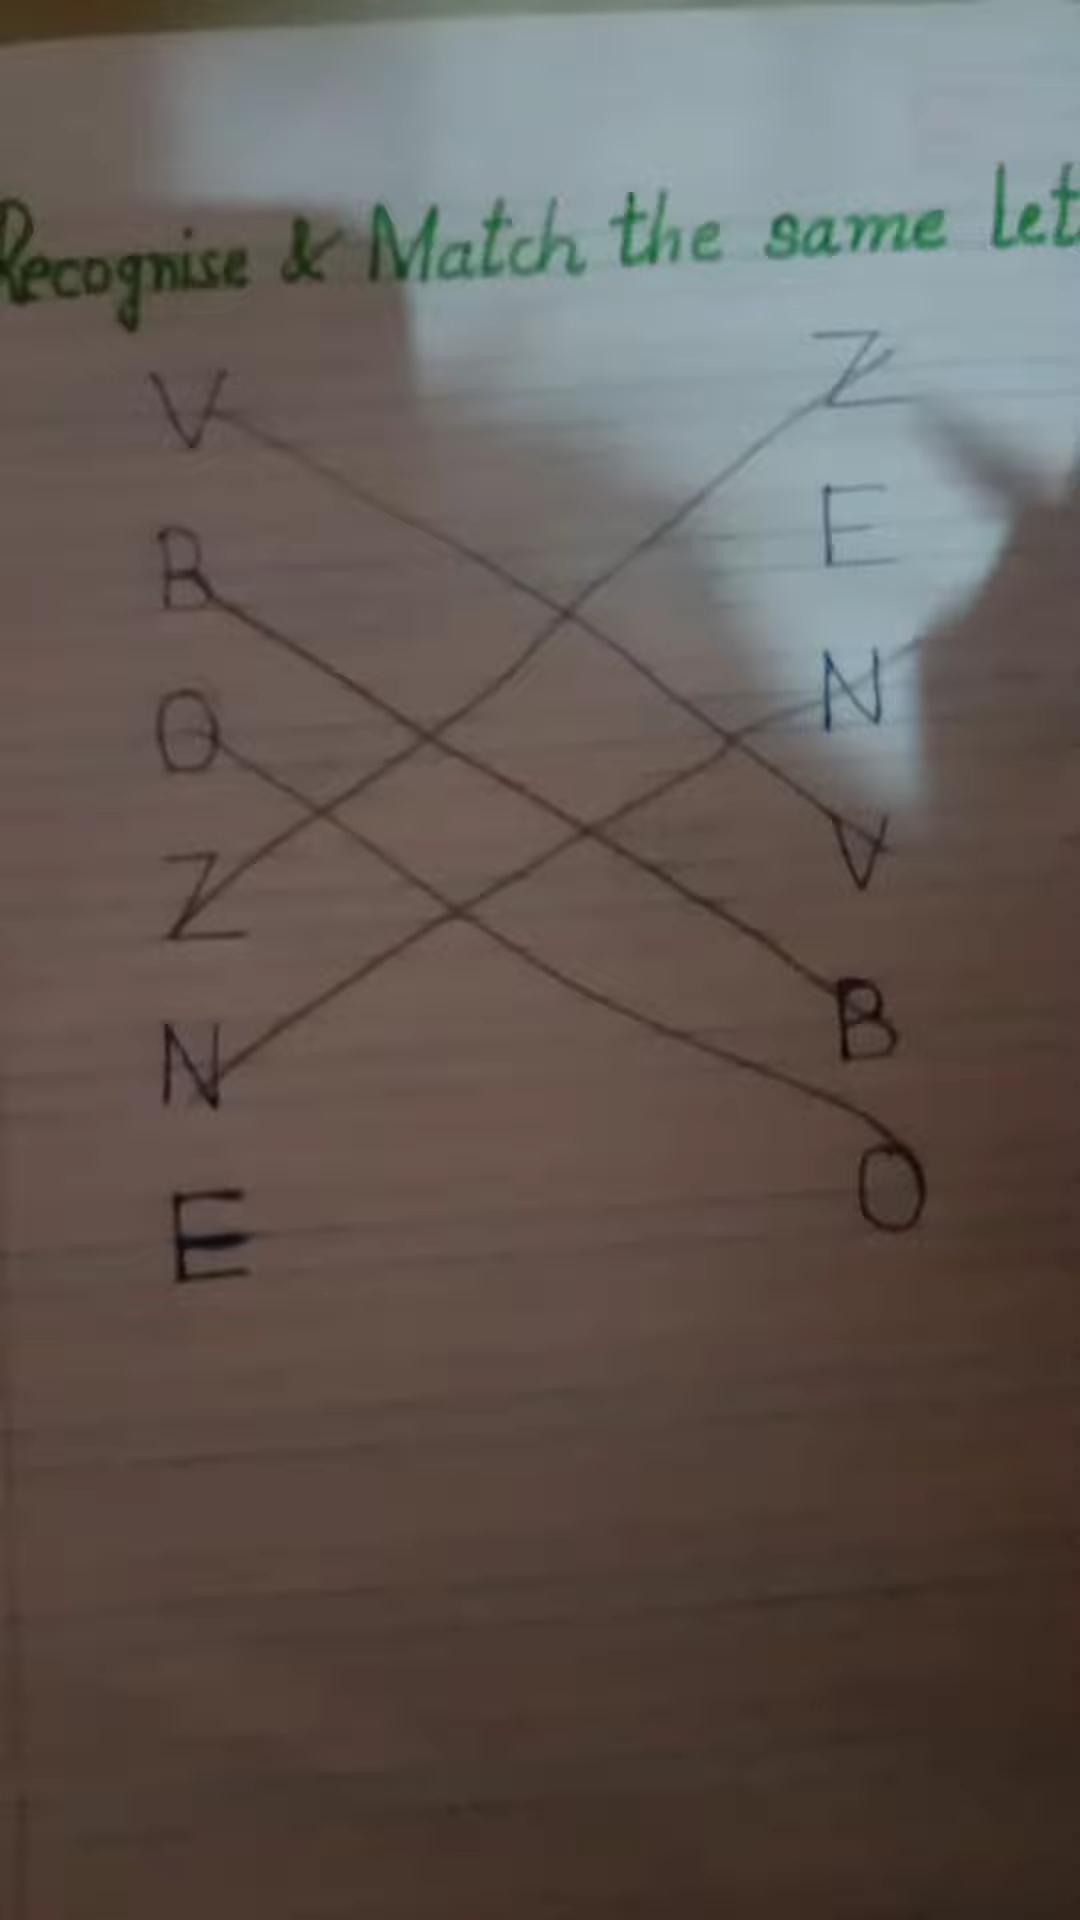 Recognise & Match the same let
V Z
B E
O N
Z V
N B
E O